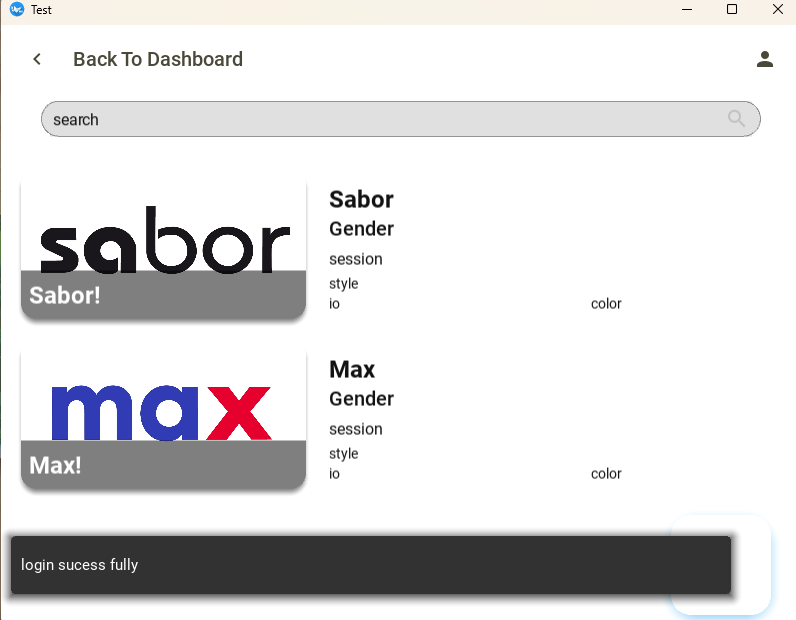 Test
Back To Dashboard
search
sabor
Sabor!
Sabor
Gender
session
style
io color
max
Max!
Max
Gender
session
style
io color
login sucess fully